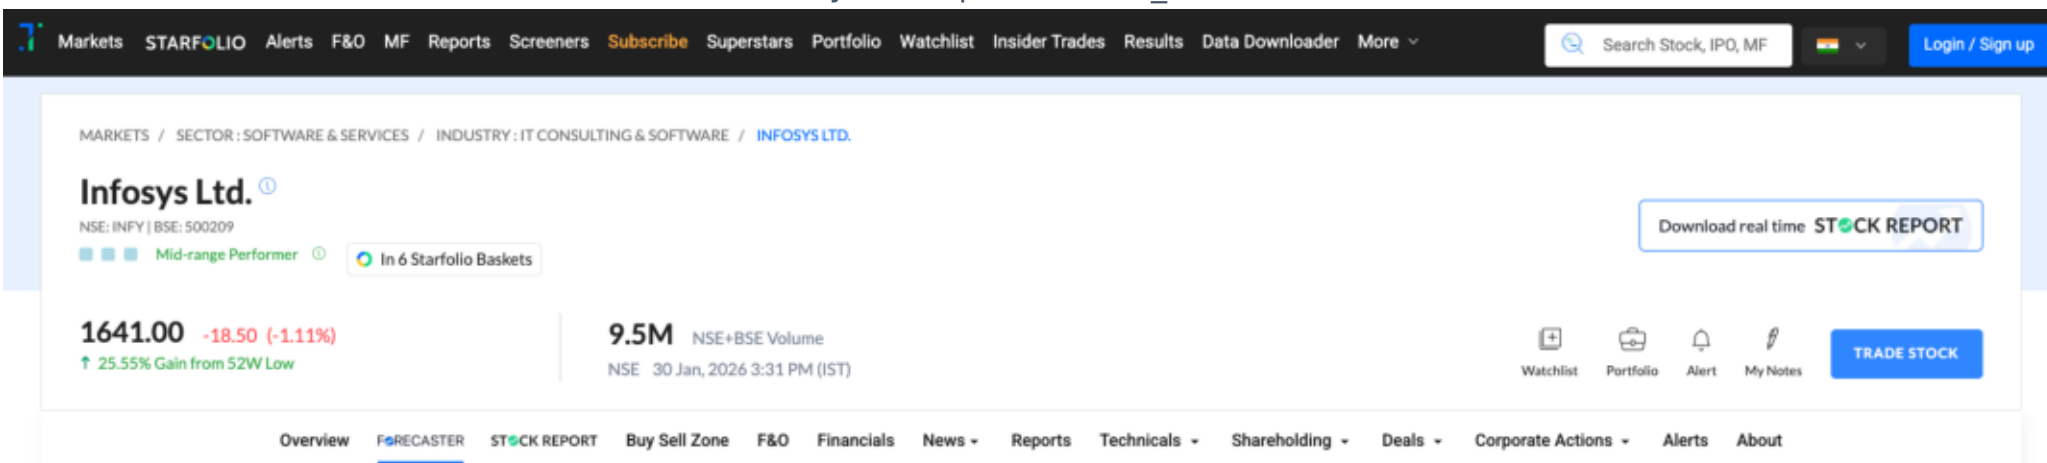 Markets STARFOLIO Alerts F&O MF Reports Screeners Subscribe Superstars Portfolio Watchlist Insider Trades Results Data Downloader More Search Stock, IPO, MF Login / Sign up
MARKETS / SECTOR : SOFTWARE & SERVICES / INDUSTRY : IT CONSULTING & SOFTWARE / INFOSYS LTD.
Infosys Ltd.
NSE: INFY | BSE: 500209
Mid-range Performer In 6 Starfolio Baskets
Download real time STOCK REPORT
1641.00 -18.50 (-1.11%)
↑ 25.55% Gain from 52W Low
9.5M NSE+BSE Volume
NSE 30 Jan, 2026 3:31 PM (IST)
Watchlist Portfolio Alert My Notes TRADE STOCK
Overview FORECASTER STOCK REPORT Buy Sell Zone F&O Financials News Reports Technicals Shareholding Deals Corporate Actions Alerts About